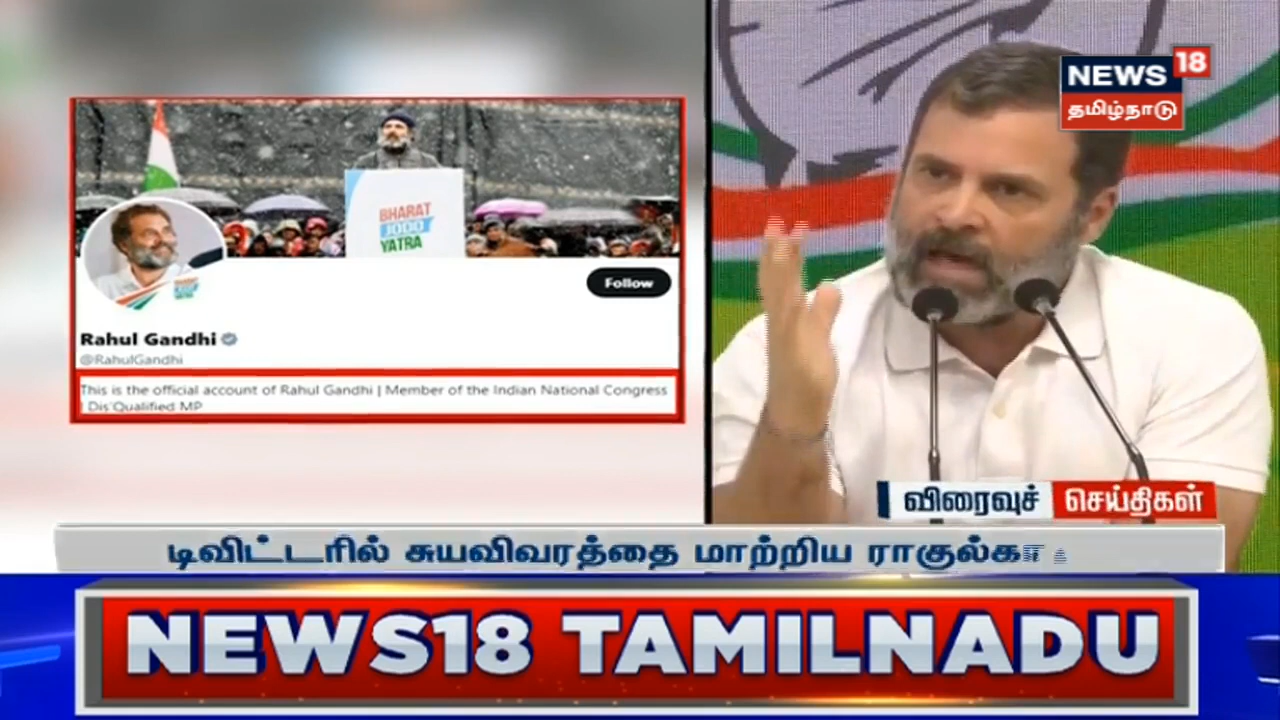 NEWS 18
தமிழ்நாடு
BHARAT
JODO
YATRA
Follow
Rahul Gandhi
@RahulGandhi
This is the official account of Rahul Gandhi | Member of the Indian National Congress
| Dis'Qualified MP
விரைவுச் செய்திகள்
டிவிட்டரில் சுயவிவரத்தை மாற்றிய
NEWS18 TAMILNADU